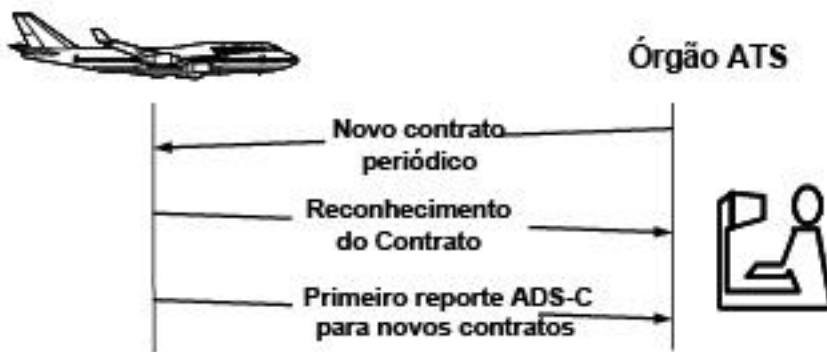 Órgão ATS
Novo contrato
periódico
Reconhecimento
do Contrato
Primeiro reporte ADS-C
para novos contratos